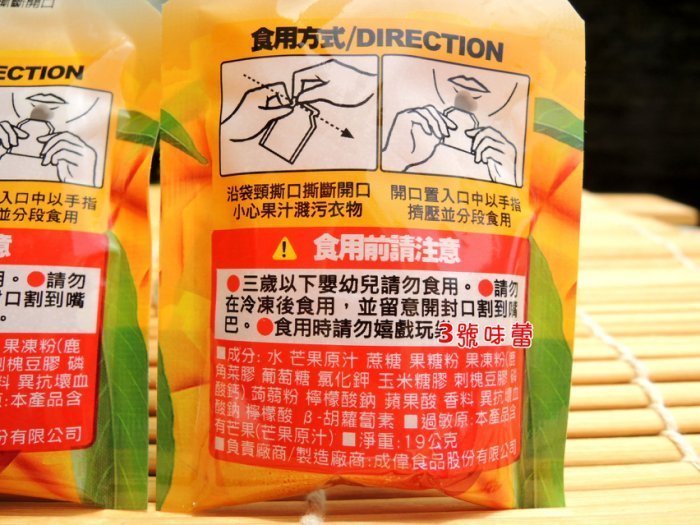 撕斷開口
ECTION
入口中以手指
並分段食用
意
用。●請勿
封口割到嘴
。
果凍粉(鹿
刺槐豆膠 磷
料 異抗壞血
原:本產品含
份有限公司
食用方式/DIRECTION
沿袋頸撕口撕斷開口
小心果汁濺污衣物
開口置入口中以手指
擠壓並分段食用
食用前請注意
●三歲以下嬰幼兒請勿食用。●請勿
在冷凍後食用，並留意開封口割到嘴
巴。●食用時請勿嬉戲玩
3號味蕾
■成分: 水 芒果原汁 蔗糖 果糖粉 果凍粉(鹿
角菜膠 葡萄糖 氯化鉀 玉米糖膠 刺槐豆膠 磷
酸鈣) 蒟蒻粉 檸檬酸鈉 蘋果酸 香料 異抗壞血
酸鈉 檸檬酸 β-胡蘿蔔素 ■過敏原:本產品含
有芒果(芒果原汁) ■淨重:19公克
■負責廠商/製造廠商:成偉食品股份有限公司